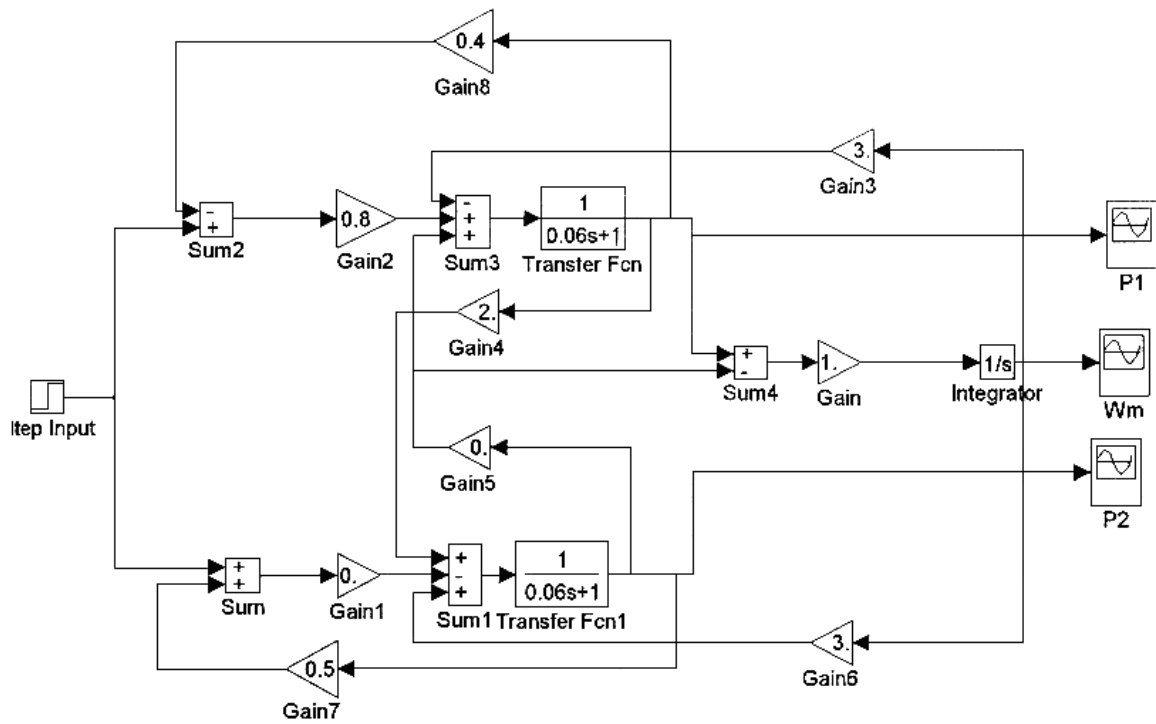 0.4
Gain8
3.
Gain3
-
+
Sum2
0.8
Gain2
-
+
+
Sum3
1
0.06s+1
Transfer Fcn
P1
2.
Gain4
+
-
Sum4
1.
Gain
1/s
Integrator
Wm
ltep Input
0.
Gain5
P2
+
+
Sum
0.
Gain1
+
-
+
Sum1
1
0.06s+1
Transfer Fcn1
3.
Gain6
0.5
Gain7